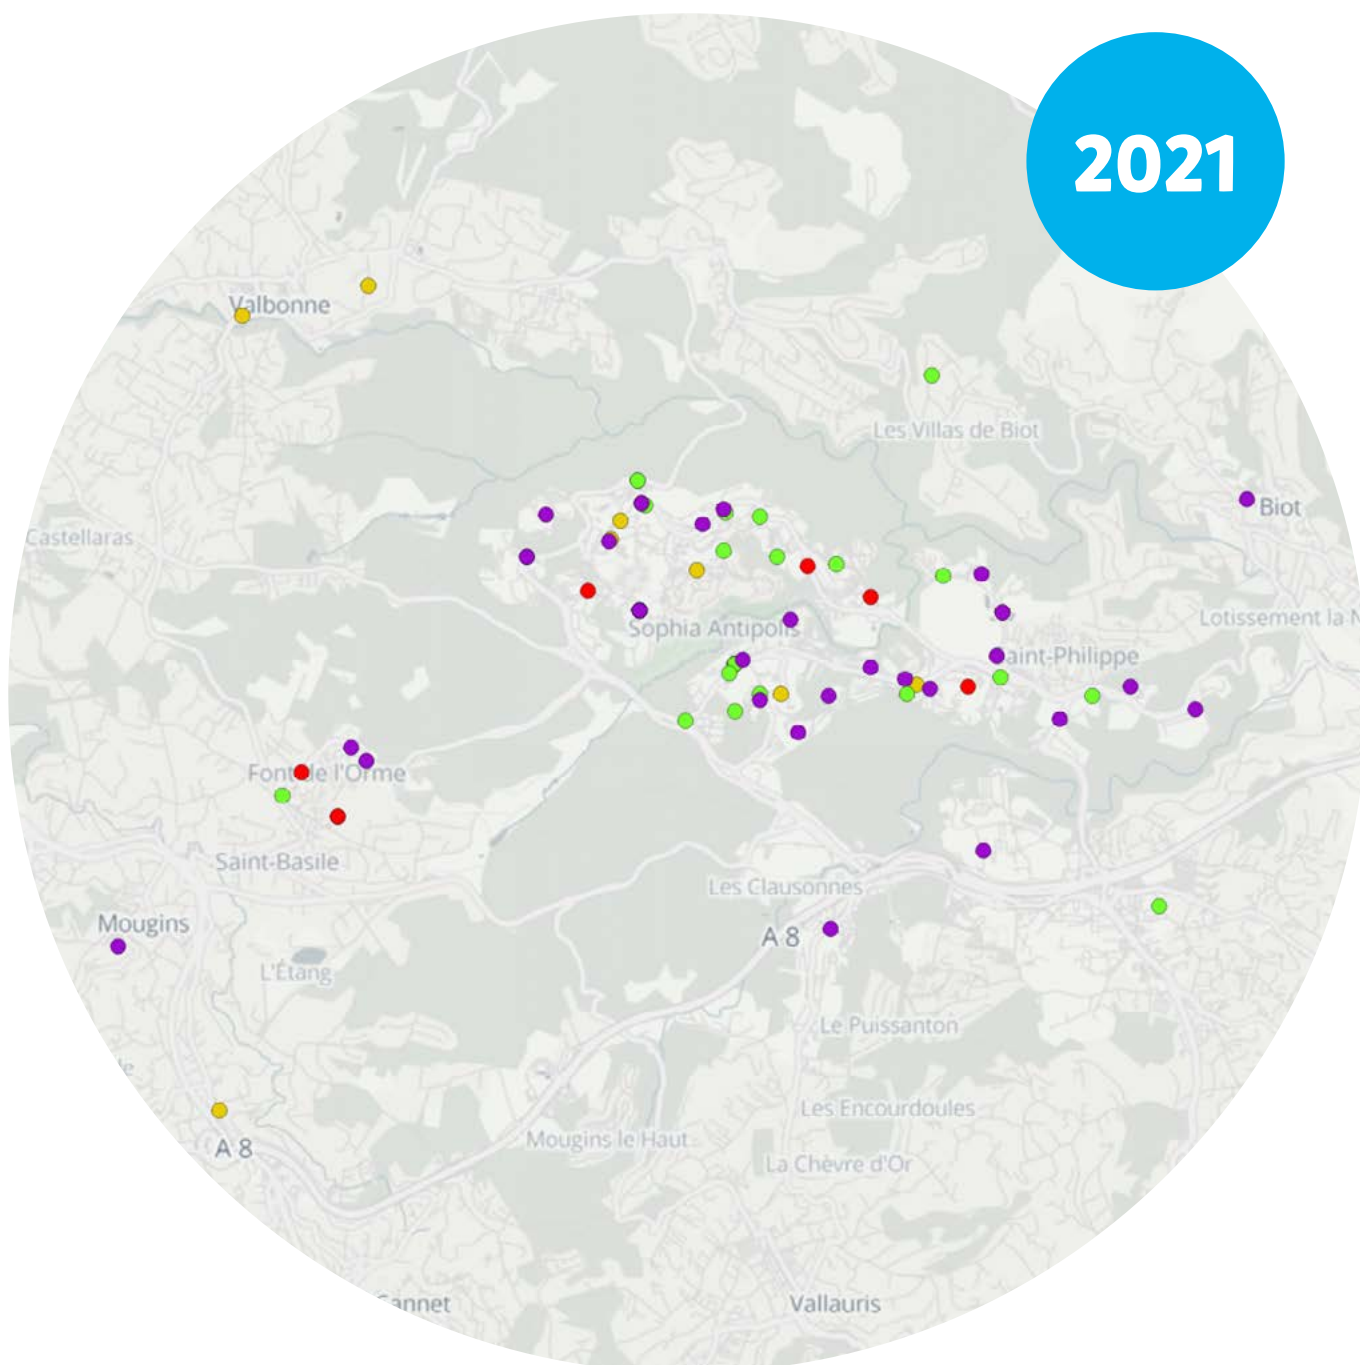 2021
Valbonne
Les Villas de Biot
Biot
Castellaras
Lotissement la N
Sophia Antipolis
aint-Philippe
Font de l'Orme
Saint-Basile
Les Clausonnes
Mougins
A 8
L'Étang
Le Puissanton
le
Les Encourdoules
Mougins le Haut
A 8
La Chèvre d'Or
annet
Vallauris